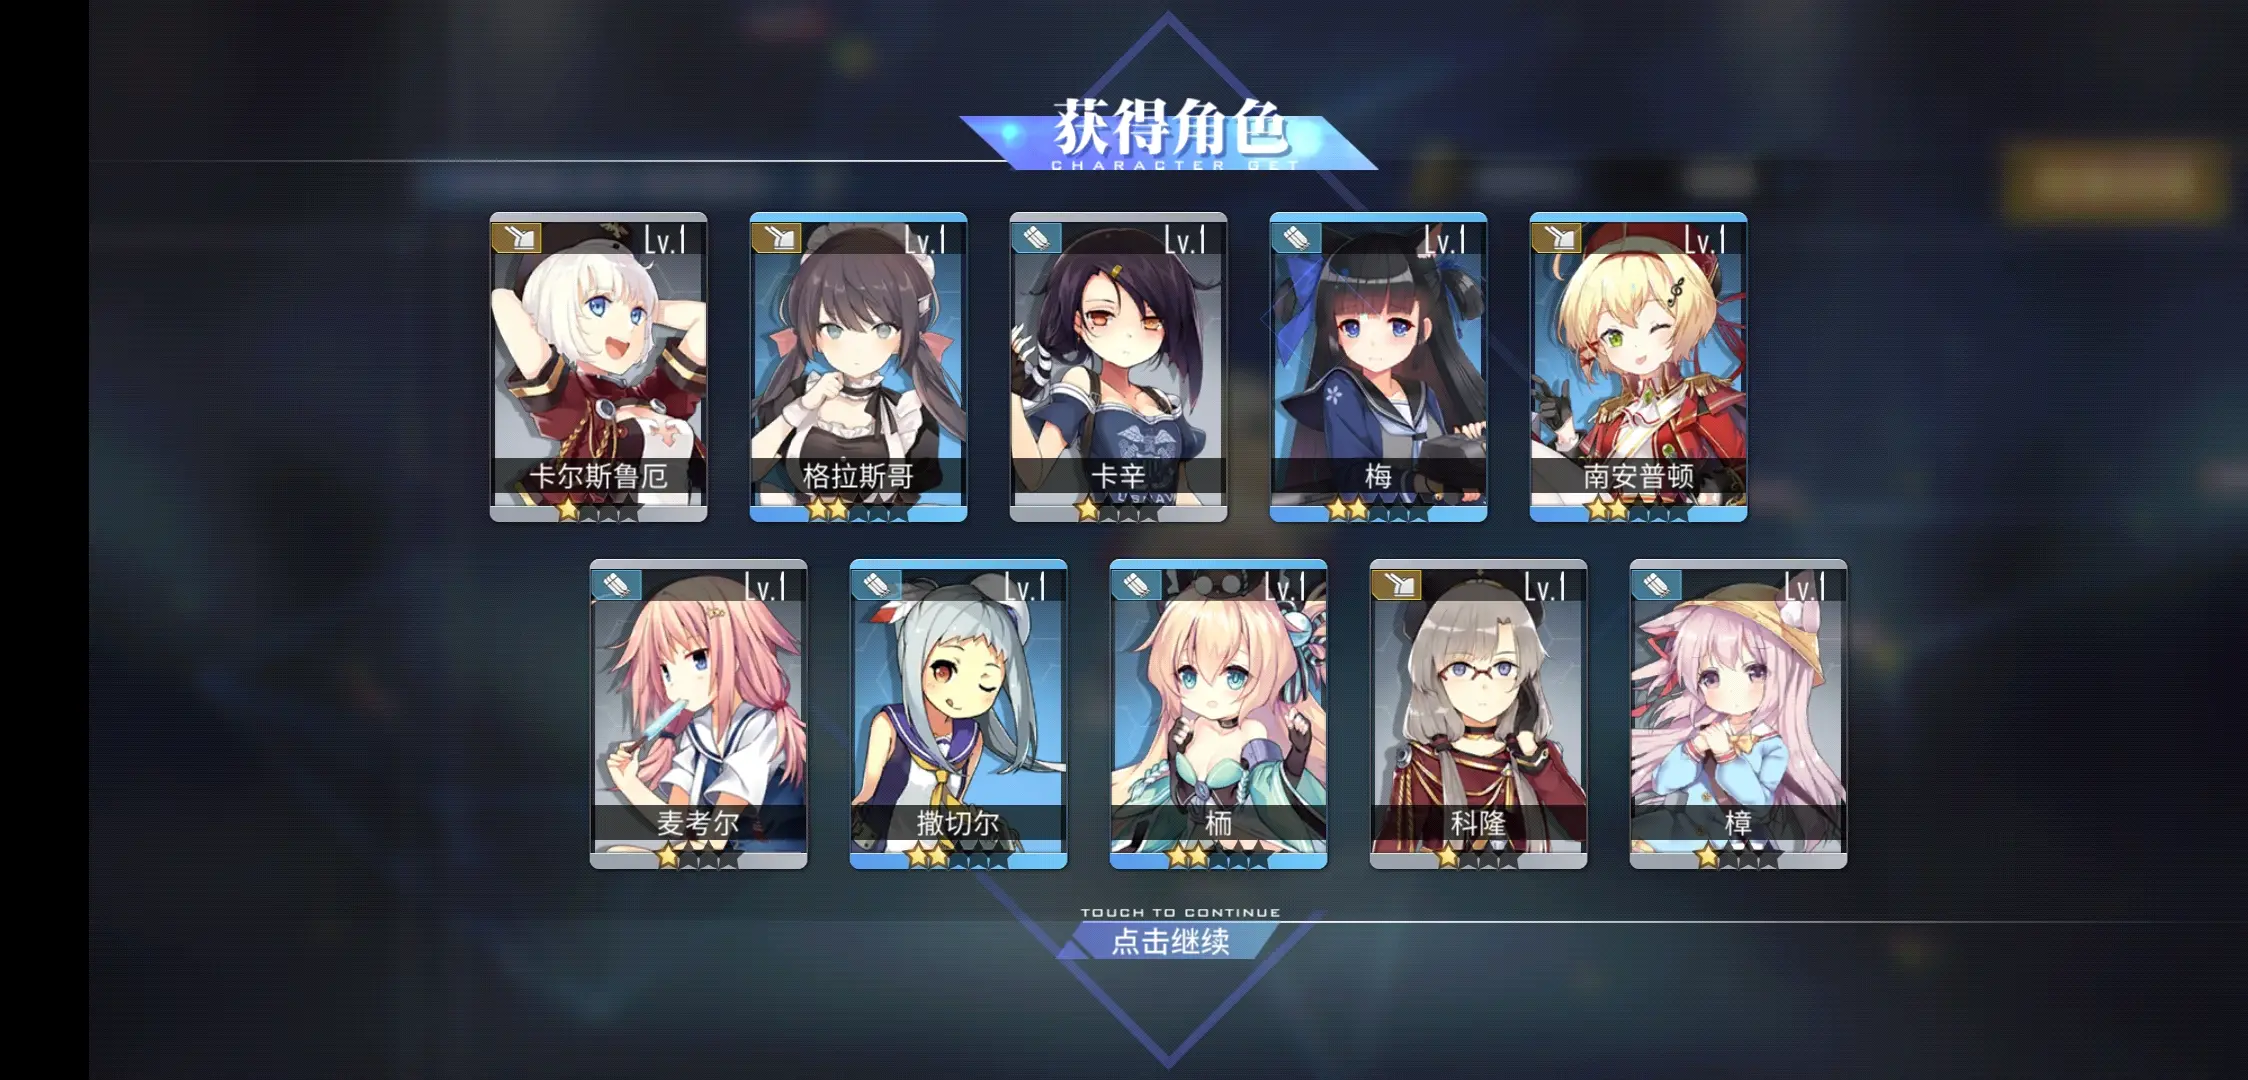 获得角色
CHARACTER GET
Lv.1
Lv.1
Lv.1
Lv.1
Lv.1
卡尔斯鲁厄
格拉斯哥
卡辛
梅
南安普顿
Lv.1
Lv.1
Lv.1
Lv.1
Lv.1
麦考尔
撒切尔
栭
科隆
樟
TOUCH TO CONTINUE
点击继续